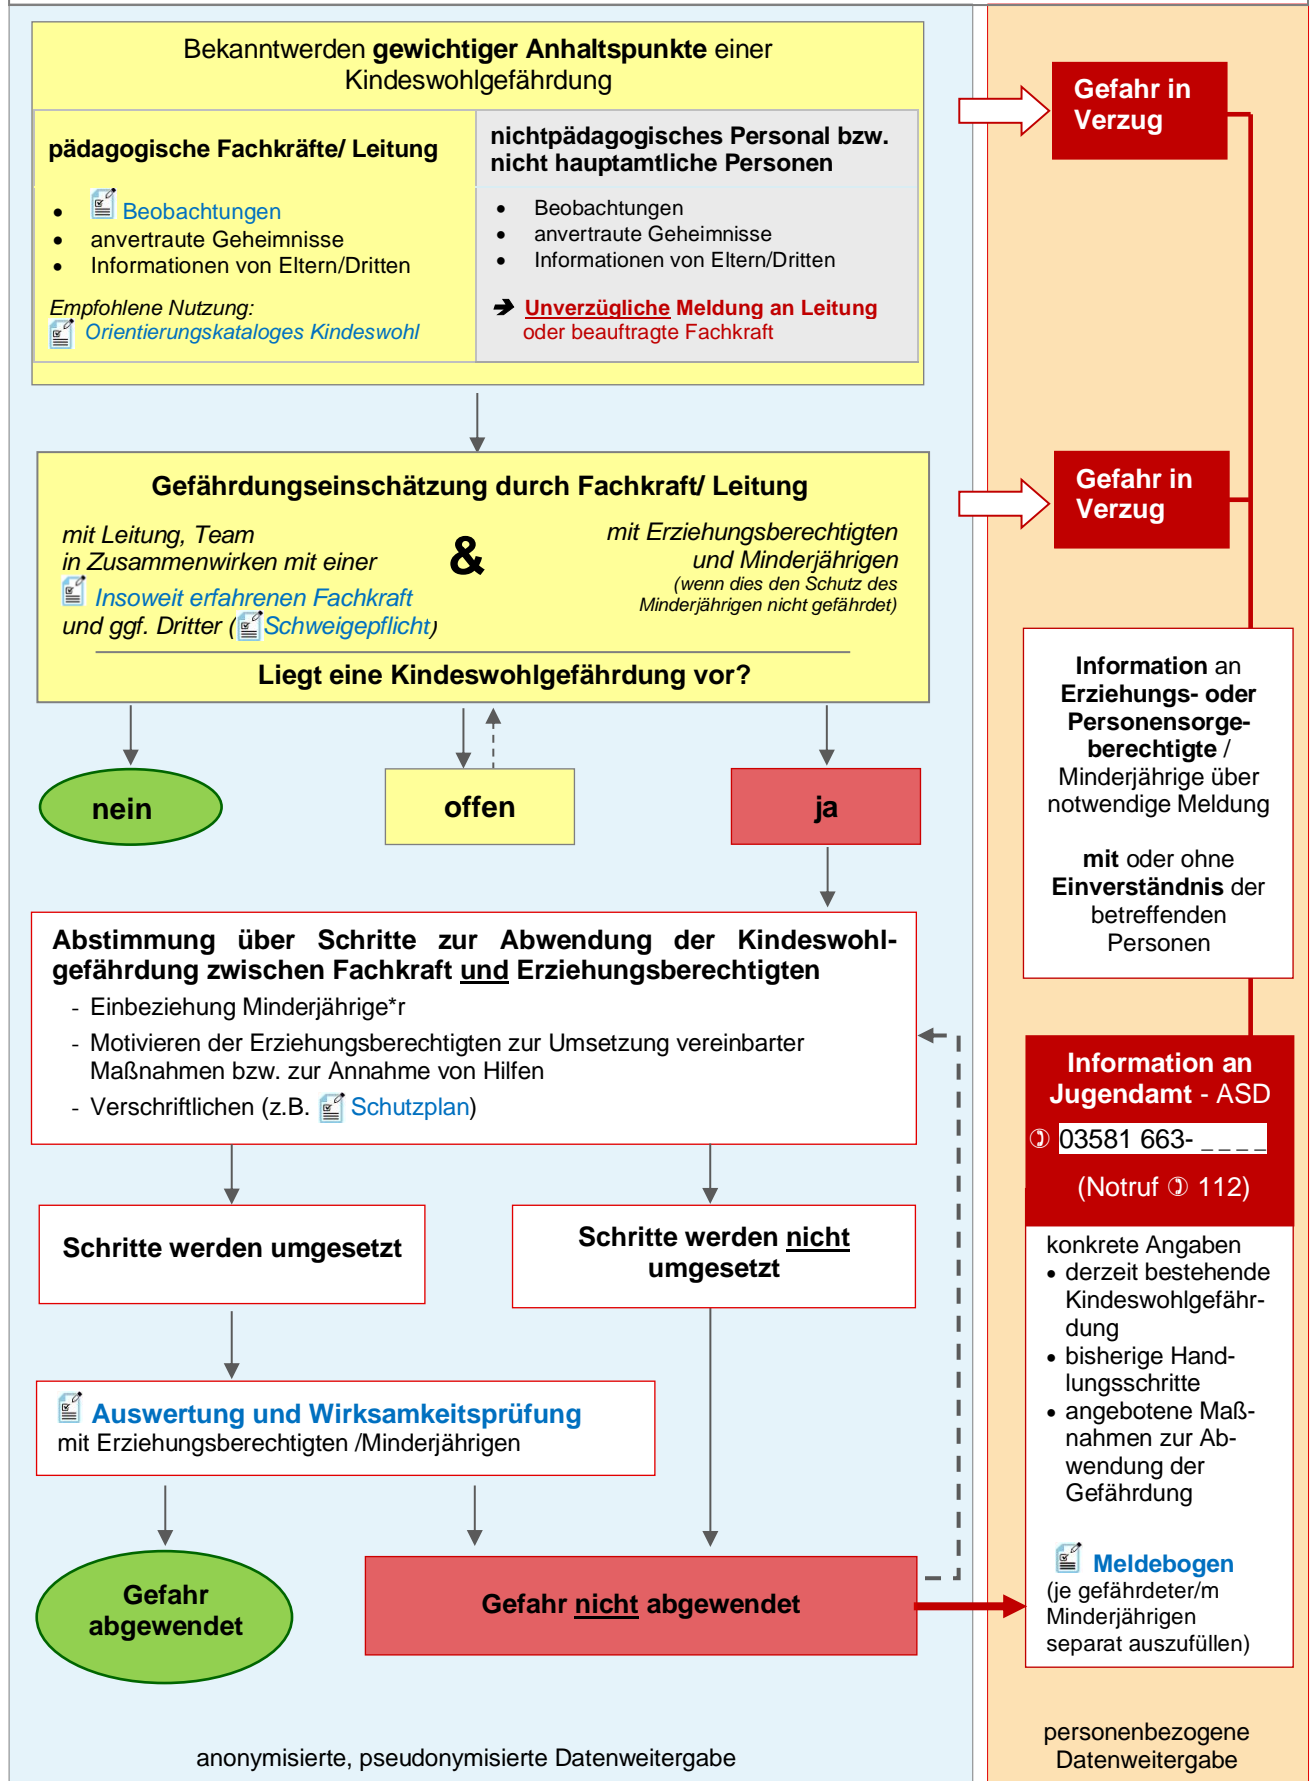 Bekanntwerden gewichtiger Anhaltspunkte einer
Kindeswohlgefährdung
pädagogische Fachkräfte/ Leitung
• Beobachtungen
• anvertraute Geheimnisse
• Informationen von Eltern/Dritten
Empfohlene Nutzung:
Orientierungskataloges Kindeswohl
nichtpädagogisches Personal bzw.
nicht hauptamtliche Personen
• Beobachtungen
• anvertraute Geheimnisse
• Informationen von Eltern/Dritten
➔ Unverzügliche Meldung an Leitung
oder beauftragte Fachkraft
Gefahr in
Verzug
Gefährdungseinschätzung durch Fachkraft/ Leitung
mit Leitung, Team
in Zusammenwirken mit einer
Insoweit erfahrenen Fachkraft
und ggf. Dritter (Schweigepflicht)
&
mit Erziehungsberechtigten
und Minderjährigen
(wenn dies den Schutz des
Minderjährigen nicht gefährdet)
Liegt eine Kindeswohlgefährdung vor?
Gefahr in
Verzug
nein
offen
ja
Information an
Erziehungs- oder
Personensorge-
berechtigte /
Minderjährige über
notwendige Meldung
mit oder ohne
Einverständnis der
betreffenden
Personen
Abstimmung über Schritte zur Abwendung der Kindeswohl-
gefährdung zwischen Fachkraft und Erziehungsberechtigten
- Einbeziehung Minderjährige*r
- Motivieren der Erziehungsberechtigten zur Umsetzung vereinbarter
Maßnahmen bzw. zur Annahme von Hilfen
- Verschriftlichen (z.B. Schutzplan)
Information an
Jugendamt - ASD
✆ 03581 663- _ _ _ _
(Notruf ✆ 112)
Schritte werden umgesetzt
Schritte werden nicht
umgesetzt
konkrete Angaben
• derzeit bestehende
Kindeswohlgefähr-
dung
• bisherige Hand-
lungsschritte
• angebotene Maß-
nahmen zur Ab-
wendung der
Gefährdung
Meldebogen
(je gefährdeter/m
Minderjährigen
separat auszufüllen)
Auswertung und Wirksamkeitsprüfung
mit Erziehungsberechtigten /Minderjährigen
Gefahr
abgewendet
Gefahr nicht abgewendet
anonymisierte, pseudonymisierte Datenweitergabe
personenbezogene
Datenweitergabe